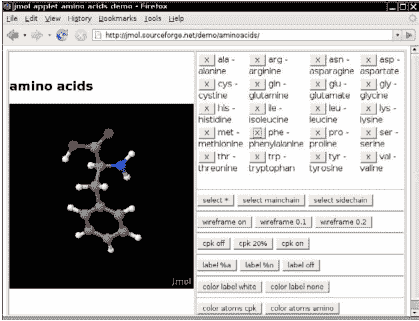 jmol applet amino acids demo - Firefox
File Edit View History Bookmarks Tools Help
http://jmol.sourceforge.net/demo/aminoacids/
amino acids
Jmol
x ala - alanine x arg - arginine x asn - asparagine x asp - aspartate
x cys - cystine x gln - glutamine x glu - glutamate x gly - glycine
x his - histidine x ile - isoleucine x leu - leucine x lys - lysine
x met - methionine x phe - phenylalanine x pro - proline x ser - serine
x thr - threonine x trp - tryptophan x tyr - tyrosine x val - valine
select * select mainchain select sidechain
wireframe on wireframe 0.1 wireframe 0.2
cpk off cpk 20% cpk on
label %a label %n label off
color label white color label none
color atoms cpk color atoms amino